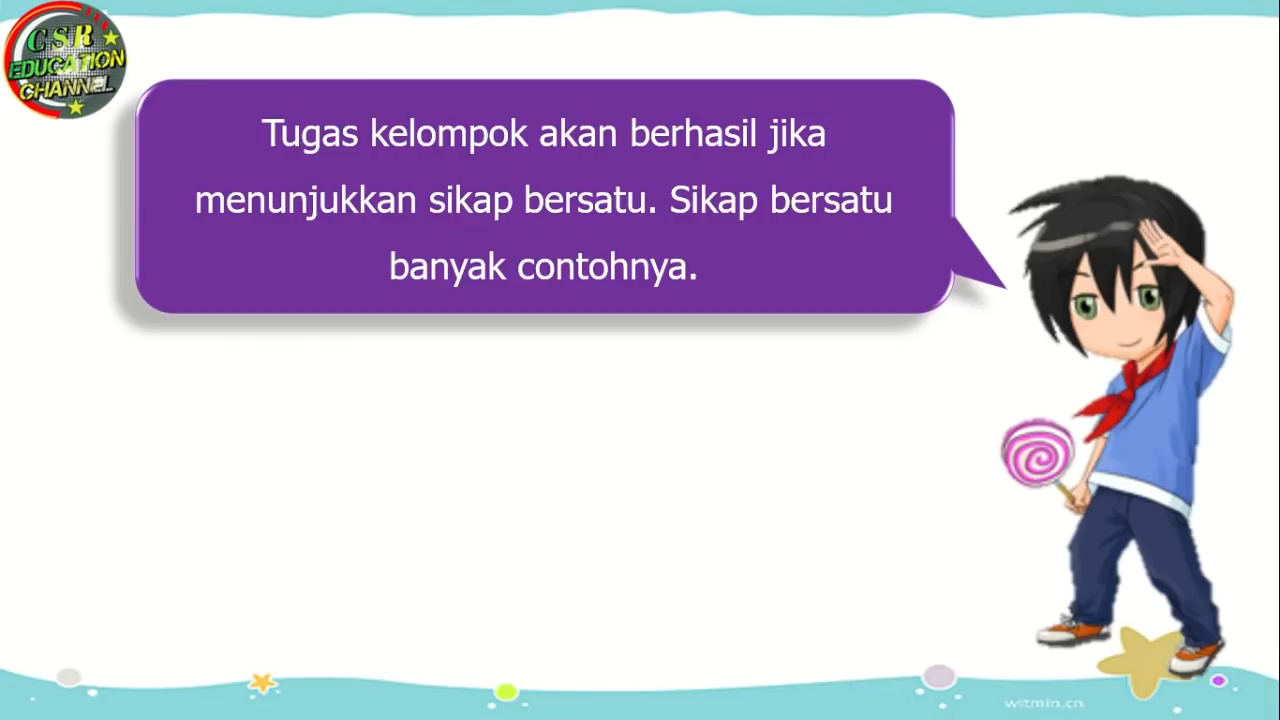 CSR
EDUCATION
CHANNEL
Tugas kelompok akan berhasil jika
menunjukkan sikap bersatu. Sikap bersatu
banyak contohnya.
witmin.cn